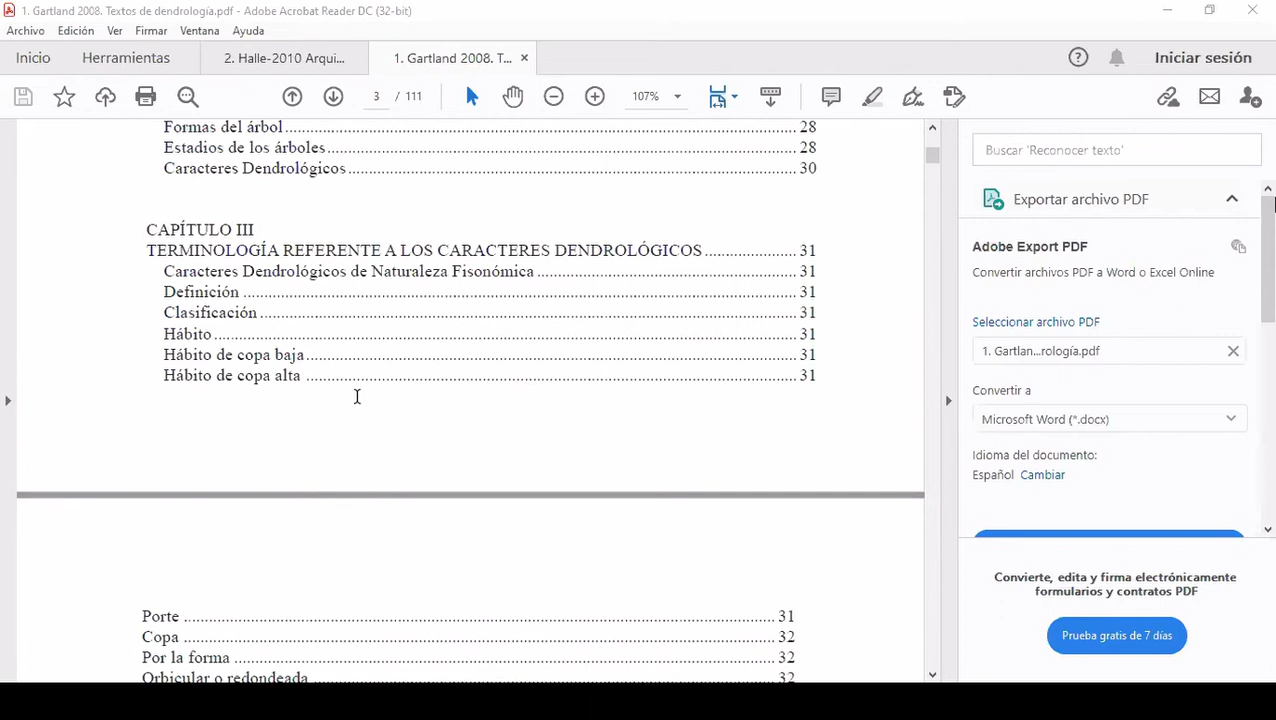 1. Gartland 2008. Textos de dendrología.pdf - Adobe Acrobat Reader DC (32-bit)
Archivo Edición Ver Firmar Ventana Ayuda
Inicio Herramientas 2. Halle-2010 Arqui... 1. Gartland 2008. T... × Iniciar sesión
3 / 111 107%
Formas del árbol 28
Estadios de los árboles 28
Caracteres Dendrológicos 30
CAPÍTULO III
TERMINOLOGÍA REFERENTE A LOS CARACTERES DENDROLÓGICOS 31
Caracteres Dendrológicos de Naturaleza Fisonómica 31
Definición 31
Clasificación 31
Hábito 31
Hábito de copa baja 31
Hábito de copa alta 31
Porte 31
Copa 32
Por la forma 32
Orbicular o redondeada 32
Buscar 'Reconocer texto'
Exportar archivo PDF
Adobe Export PDF
Convertir archivos PDF a Word o Excel Online
Seleccionar archivo PDF
1. Gartlan...rología.pdf
Convertir a
Microsoft Word (*.docx)
Idioma del documento:
Español Cambiar
Convierte, edita y firma electrónicamente
formularios y contratos PDF
Prueba gratis de 7 días